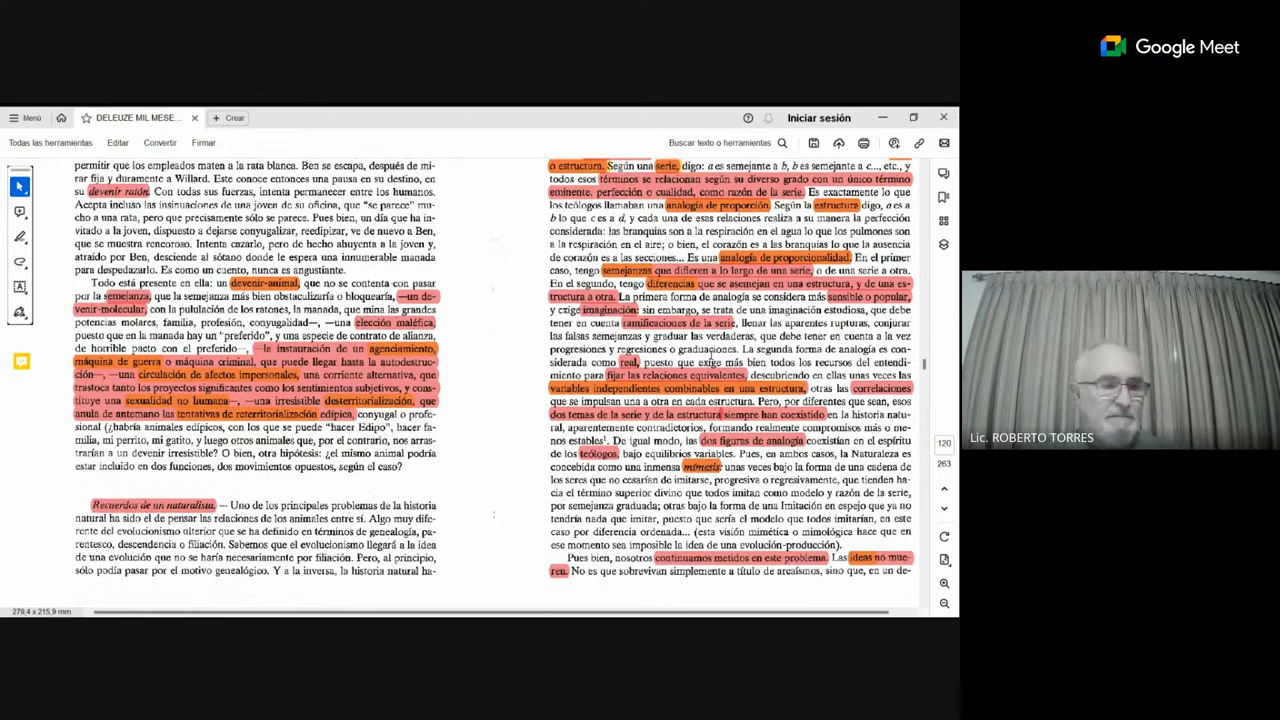 Google Meet
Menú
DELEUZE MIL MESE...
Crear
Iniciar sesión
Todas las herramientas
Editar
Convertir
Firmar
Buscar texto o herramientas
permitir que los empleados maten a la rata blanca. Ben se escapa, después de mi-
rar fija y duramente a Willard. Este conoce entonces una pausa en su destino, en
su devenir ratón. Con todas sus fuerzas, intenta permanecer entre los humanos.
Acepta incluso las insinuaciones de una joven de su oficina, que “se parece” mu-
cho a una rata, pero que precisamente sólo se parece. Pues bien, un día que ha in-
vitado a la joven, dispuesto a dejarse conyugalizar, reedipizar, ve de nuevo a Ben,
que se muestra rencoroso. Intenta cazarlo, pero de hecho ahuyenta a la joven y,
atraído por Ben, desciende al sótano donde le espera una innumerable manada
para despedazarlo. Es como un cuento, nunca es angustiante.
Todo está presente en ella: un devenir-animal, que no se contenta con pasar
por la semejanza, que la semejanza más bien obstaculizaría o bloquearía, —un de-
venir-molecular, con la pululación de los ratones, la manada, que mina las grandes
potencias molares, familia, profesión, conyugalidad—, —una elección maléfica,
puesto que en la manada hay un “preferido”, y una especie de contrato de alianza,
de horrible pacto con el preferido—, —la instauración de un agenciamiento,
máquina de guerra o máquina criminal, que puede llegar hasta la autodestruc-
ción—, —una circulación de afectos impersonales, una corriente alternativa, que
trastoca tanto los proyectos significantes como los sentimientos subjetivos, y cons-
tituye una sexualidad no humana—, —una irresistible desterritorialización, que
anula de antemano las tentativas de reterritorialización edípica, conyugal o profe-
sional (¿habría animales edípicos, con los que se puede “hacer Edipo”, hacer fa-
milia, mi perrito, mi gatito, y luego otros animales que, por el contrario, nos arras-
trarían a un devenir irresistible? O bien, otra hipótesis: ¿el mismo animal podría
estar incluido en dos funciones, dos movimientos opuestos, según el caso?
Recuerdos de un naturalista. — Uno de los principales problemas de la historia
natural ha sido el de pensar las relaciones de los animales entre sí. Algo muy dife-
rente del evolucionismo ulterior que se ha definido en términos de genealogía, pa-
rentesco, descendencia o filiación. Sabemos que el evolucionismo llegará a la idea
de una evolución que no se haría necesariamente por filiación. Pero, al principio,
sólo podía pasar por el motivo genealógico. Y a la inversa, la historia natural ha-
o estructura. Según una serie, digo: a es semejante a b, b es semejante a c..., etc., y
todos esos términos se relacionan según su diverso grado con un único término
eminente, perfección o cualidad, como razón de la serie. Es exactamente lo que
los teólogos llamaban una analogía de proporción. Según la estructura digo, a es a
b lo que c es a d, y cada una de esas relaciones realiza a su manera la perfección
considerada: las branquias son a la respiración en el agua lo que los pulmones son
a la respiración en el aire; o bien, el corazón es a las branquias lo que la ausencia
de corazón es a las secciones... Es una analogía de proporcionalidad. En el primer
caso, tengo semejanzas que difieren a lo largo de una serie, o de una serie a otra.
En el segundo, tengo diferencias que se asemejan en una estructura, y de una es-
tructura a otra. La primera forma de analogía se considera más sensible o popular,
y exige imaginación: sin embargo, se trata de una imaginación estudiosa, que debe
tener en cuenta ramificaciones de la serie, llenar las aparentes rupturas, conjurar
las falsas semejanzas y graduar las verdaderas, que debe tener en cuenta a la vez
progresiones y regresiones o graduaciones. La segunda forma de analogía es con-
siderada como real, puesto que exige más bien todos los recursos del entendi-
miento para fijar las relaciones equivalentes, descubriendo en ellas unas veces las
variables independientes combinables en una estructura, otras las correlaciones
que se impulsan una a otra en cada estructura. Pero, por diferentes que sean, esos
dos temas de la serie y de la estructura siempre han coexistido en la historia natu-
ral, aparentemente contradictorios, formando realmente compromisos más o me-
nos estables¹. De igual modo, las dos figuras de analogía coexistían en el espíritu
de los teólogos, bajo equilibrios variables. Pues, en ambos casos, la Naturaleza es
concebida como una inmensa mimesis: unas veces bajo la forma de una cadena de
los seres que no cesarían de imitarse, progresiva o regresivamente, que tienden ha-
cia el término superior divino que todos imitan como modelo y razón de la serie,
por semejanza graduada; otras bajo la forma de una Imitación en espejo que ya no
tendría nada que imitar, puesto que sería el modelo que todos imitarían, en este
caso por diferencia ordenada... (esta visión mimética o mimológica hace que en
ese momento sea imposible la idea de una evolución-producción).
Pues bien, nosotros continuamos metidos en este problema. Las ideas no mue-
ren. No es que sobrevivan simplemente a título de arcaísmos, sino que, en un de-
120
263
279,4 x 215,9 mm
Lic. ROBERTO TORRES